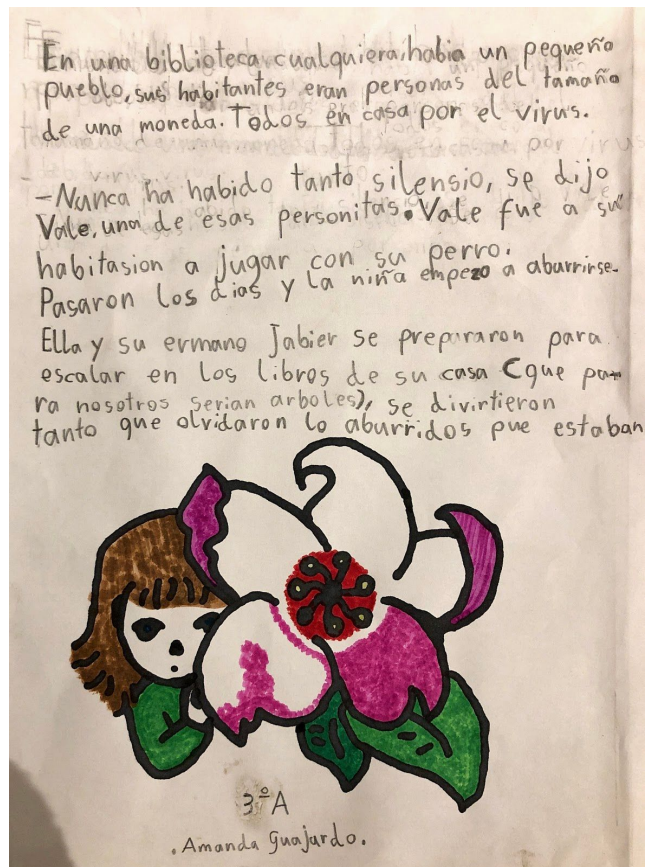 En una biblioteca cualquiera, habia un pequeño
pueblo, sus habitantes eran personas del tamaño
de una moneda. Todos en casa por el virus.
-Nunca ha habido tanto silensio, se dijo
Vale, una de esas personitas. Vale fue a su
habitasion a jugar con su perro.
Pasaron los dias y la niña empezo a aburrirse.
Ella y su ermano Jabier se prepararon para
escalar en los libros de su casa (que pa-
ra nosotros serian arboles), se divirtieron
tanto que olvidaron lo aburridos pue estaban
3ºA
.Amanda Guajardo.